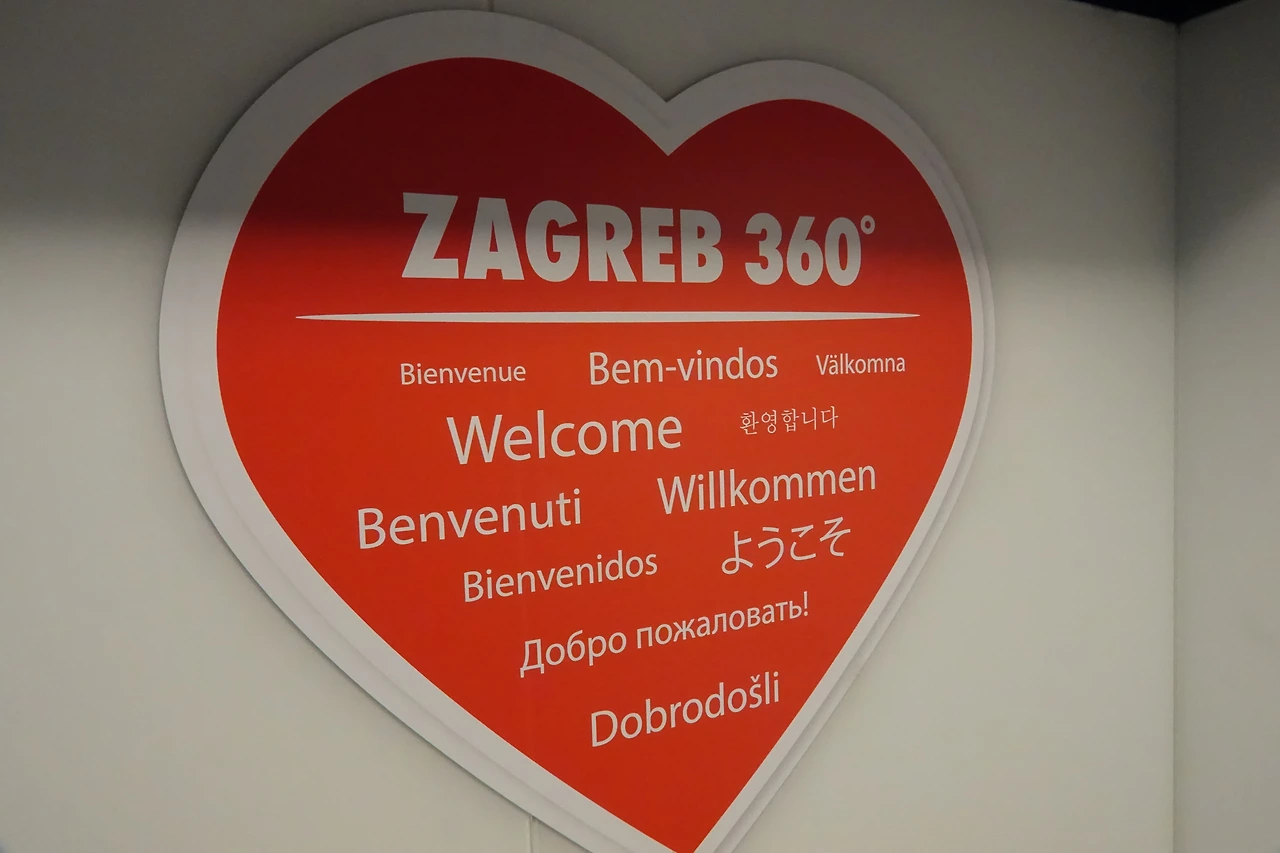 ZAGREB 360°
Bienvenue Bem-vindos Välkomna
Welcome 환영합니다
Benvenuti Willkommen
Bienvenidos ようこそ
Добро пожаловать!
Dobrodošli